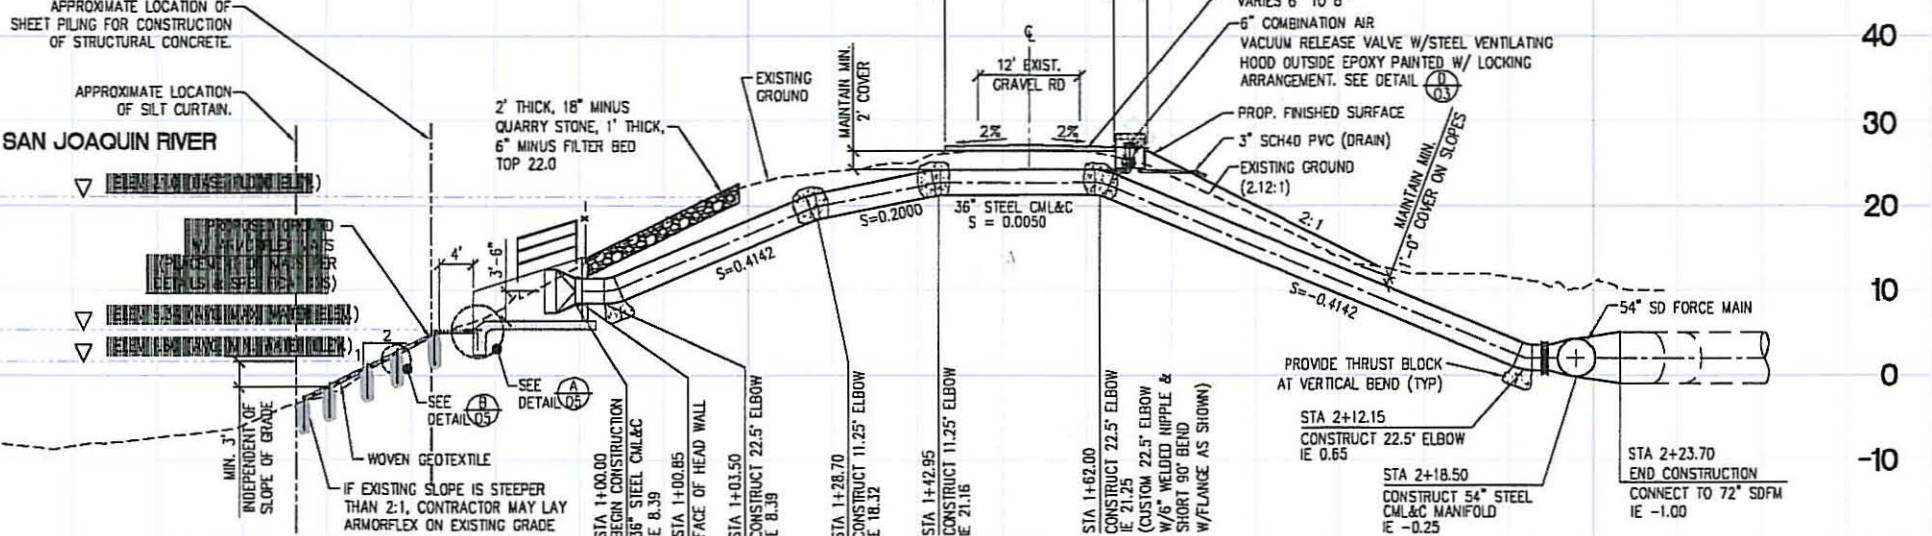 APPROXIMATE LOCATION OF
SHEET PILING FOR CONSTRUCTION
OF STRUCTURAL CONCRETE.
APPROXIMATE LOCATION
OF SILT CURTAIN.
SAN JOAQUIN RIVER
2' THICK, 18" MINUS
QUARRY STONE, 1' THICK,
6" MINUS FILTER BED
TOP 22.0
EXISTING
GROUND
MAINTAIN MIN.
2' COVER
12' EXIST.
GRAVEL RD
2%
2%
VARIES 6" TO 8"
6" COMBINATION AIR
VACUUM RELEASE VALVE W/STEEL VENTILATING
HOOD OUTSIDE EPOXY PAINTED W/ LOCKING
ARRANGEMENT. SEE DETAIL
D
03
PROP. FINISHED SURFACE
3" SCH40 PVC (DRAIN)
EXISTING GROUND
(2.12:1)
2:1
MAINTAIN MIN.
1'-0" COVER ON SLOPES
40
30
20
10
0
-10
PROPOSED GROUND
4'
3'-6"
S=0.4142
S=0.2000
36" STEEL CML&C
S = 0.0050
S=-0.4142
54" SD FORCE MAIN
PROVIDE THRUST BLOCK
AT VERTICAL BEND (TYP)
2
1
SEE
DETAIL
B
05
SEE
DETAIL
A
05
MIN. 3'
INDEPENDENT OF
SLOPE OF GRADE
WOVEN GEOTEXTILE
IF EXISTING SLOPE IS STEEPER
THAN 2:1, CONTRACTOR MAY LAY
ARMORFLEX ON EXISTING GRADE
STA 1+00.00
BEGIN CONSTRUCTION
36" STEEL CML&C
IE 8.39
STA 1+00.85
FACE OF HEAD WALL
STA 1+03.50
CONSTRUCT 22.5° ELBOW
IE 8.39
STA 1+28.70
CONSTRUCT 11.25° ELBOW
IE 18.32
STA 1+42.95
CONSTRUCT 11.25° ELBOW
IE 21.16
STA 1+62.00
CONSTRUCT 22.5° ELBOW
IE 21.25
(CUSTOM 22.5° ELBOW
W/6" WELDED NIPPLE &
SHORT 90° BEND
W/FLANGE AS SHOWN)
STA 2+12.15
CONSTRUCT 22.5° ELBOW
IE 0.65
STA 2+18.50
CONSTRUCT 54" STEEL
CML&C MANIFOLD
IE -0.25
STA 2+23.70
END CONSTRUCTION
CONNECT TO 72" SDFM
IE -1.00